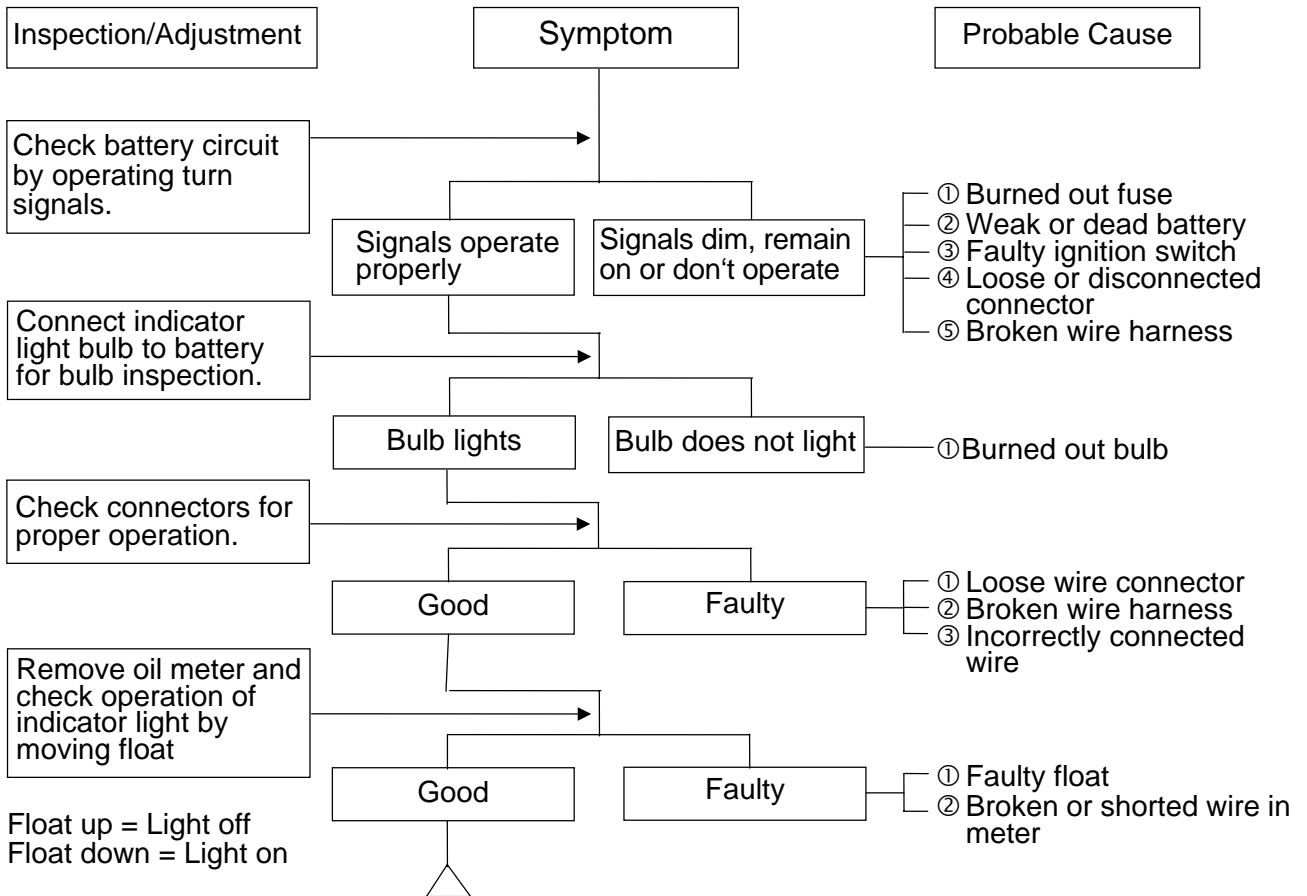 Inspection/Adjustment
Symptom
Probable Cause
Check battery circuit
by operating turn
signals.
Signals operate
properly
Signals dim, remain
on or don‘t operate
① Burned out fuse
② Weak or dead battery
③ Faulty ignition switch
④ Loose or disconnected
connector
⑤ Broken wire harness
Connect indicator
light bulb to battery
for bulb inspection.
Bulb lights
Bulb does not light
①Burned out bulb
Check connectors for
proper operation.
Good
Faulty
① Loose wire connector
② Broken wire harness
③ Incorrectly connected
wire
Remove oil meter and
check operation of
indicator light by
moving float
Good
Faulty
① Faulty float
② Broken or shorted wire in
meter
Float up = Light off
Float down = Light on